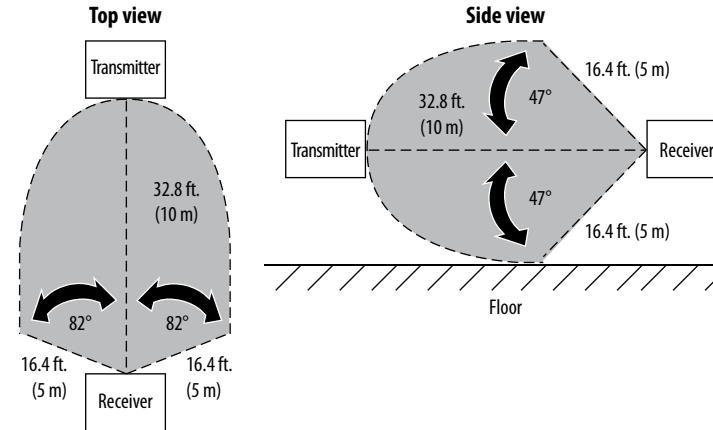 Top view
Transmitter
32.8 ft.
(10 m)
82°
82°
16.4 ft.
(5 m)
16.4 ft.
(5 m)
Receiver
Side view
16.4 ft. (5 m)
32.8 ft.
(10 m)
47°
Transmitter
Receiver
47°
16.4 ft. (5 m)
Floor